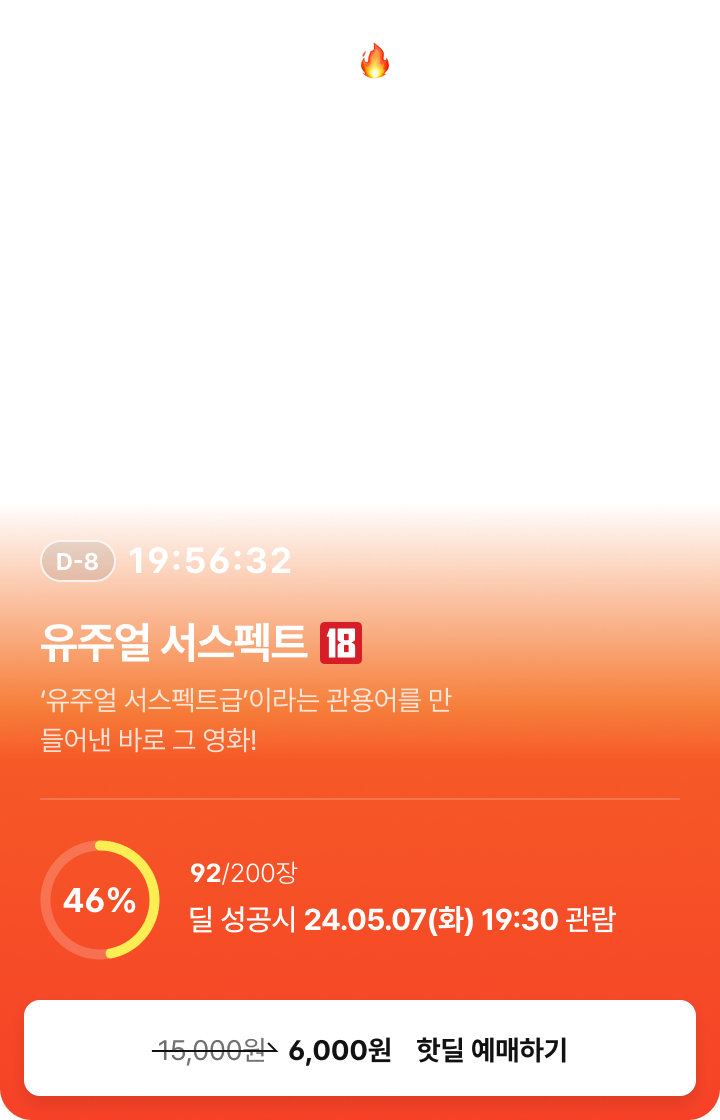 D-8 19:56:32
유주얼 서스펙트 18
‘유주얼 서스펙트급’이라는 관용어를 만
들어낸 바로 그 영화!
46%
92/200장
딜 성공시 24.05.07(화) 19:30 관람
15,000원 6,000원 핫딜 예매하기